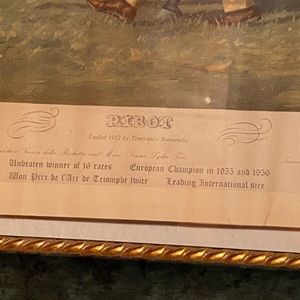 RIBOT
Foaled 1952 by Tenerani - Romanella
Unbeaten winner of 16 races European Champion in 1955 and 1956
Won Prix de l'Arc de Triomphe twice Leading International sire